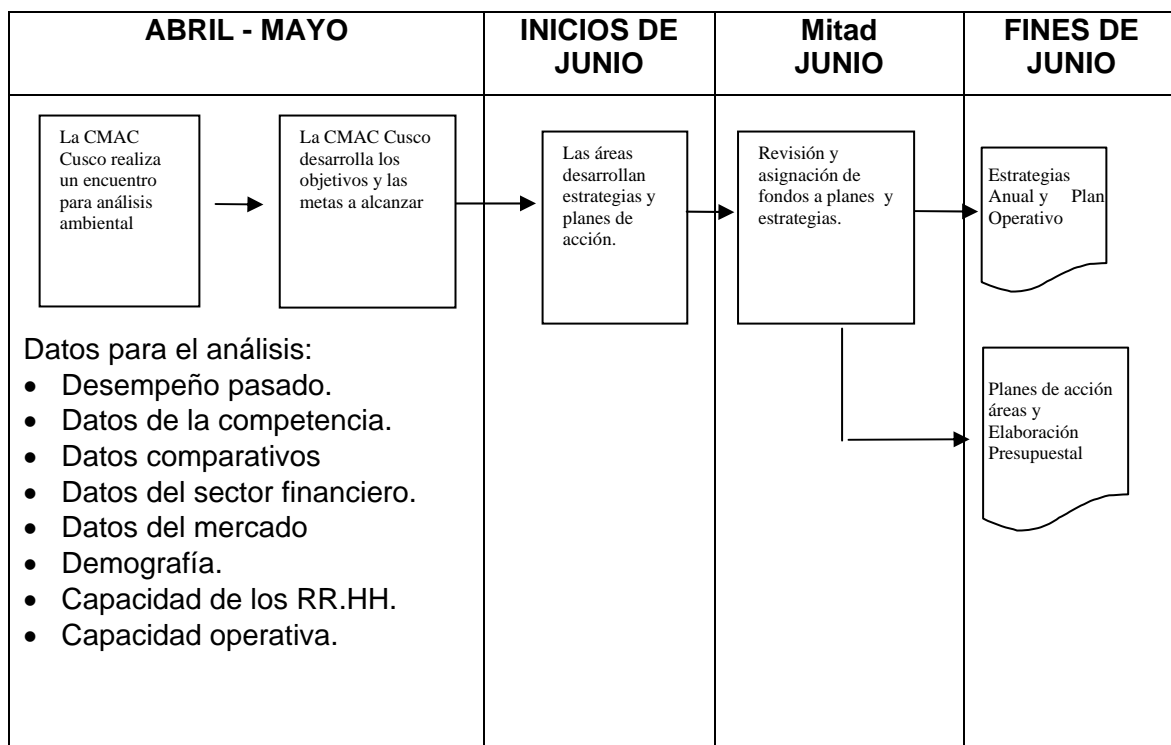 ABRIL - MAYO
INICIOS DE
JUNIO
Mitad
JUNIO
FINES DE
JUNIO
La CMAC
Cusco realiza
un encuentro
para análisis
ambiental
La CMAC Cusco
desarrolla los
objetivos y las
metas a alcanzar
Las áreas
desarrollan
estrategias y
planes de
acción.
Revisión y
asignación de
fondos a planes y
estrategias.
Estrategias
Anual y Plan
Operativo
Planes de acción
áreas y
Elaboración
Presupuestal
Datos para el análisis:
• Desempeño pasado.
• Datos de la competencia.
• Datos comparativos
• Datos del sector financiero.
• Datos del mercado
• Demografía.
• Capacidad de los RR.HH.
• Capacidad operativa.